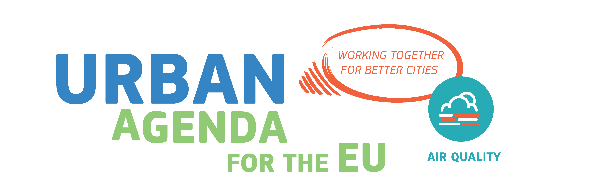 URBAN
AGENDA
FOR THE EU
WORKING TOGETHER
FOR BETTER CITIES
AIR QUALITY